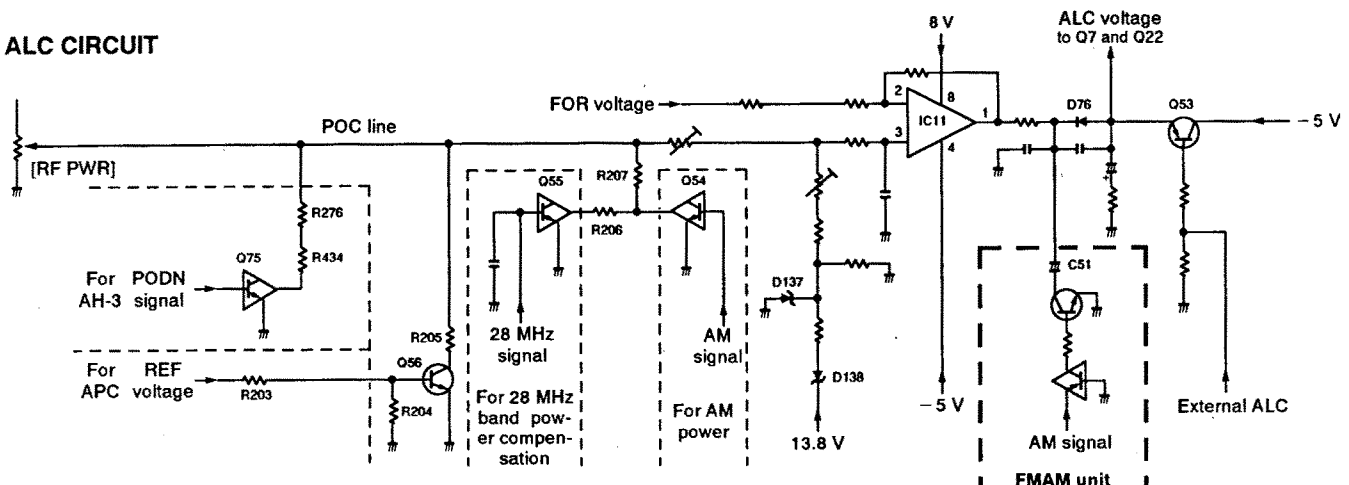 ALC CIRCUIT
8 V
ALC voltage
to Q7 and Q22
FOR voltage
2
8
IC11
1
3
4
D76
Q53
− 5 V
POC line
[RF PWR]
R207
Q55
Q54
R206
R276
R434
Q75
For PODN
AH-3 signal
28 MHz
signal
AM
signal
D137
D138
13.8 V
− 5 V
C51
+
External ALC
R205
Q56
For REF
APC voltage
R203
R204
For 28 MHz
band pow-
er compen-
sation
For AM
power
AM signal
FMAM unit